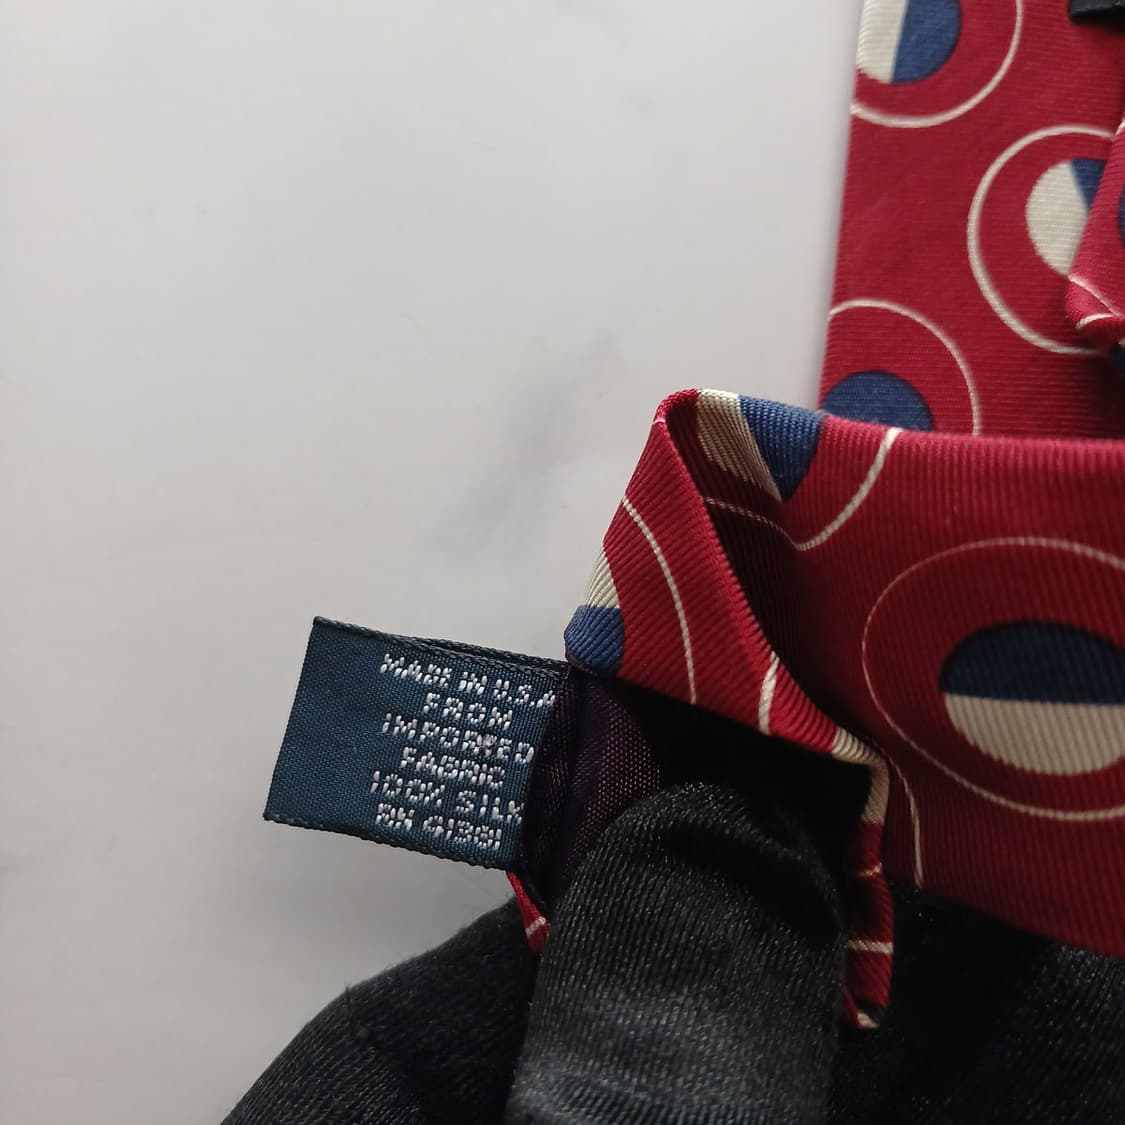 MADE IN U.S.A
FROM
IMPORTED
FABRIC
100% SILK
RN 41381